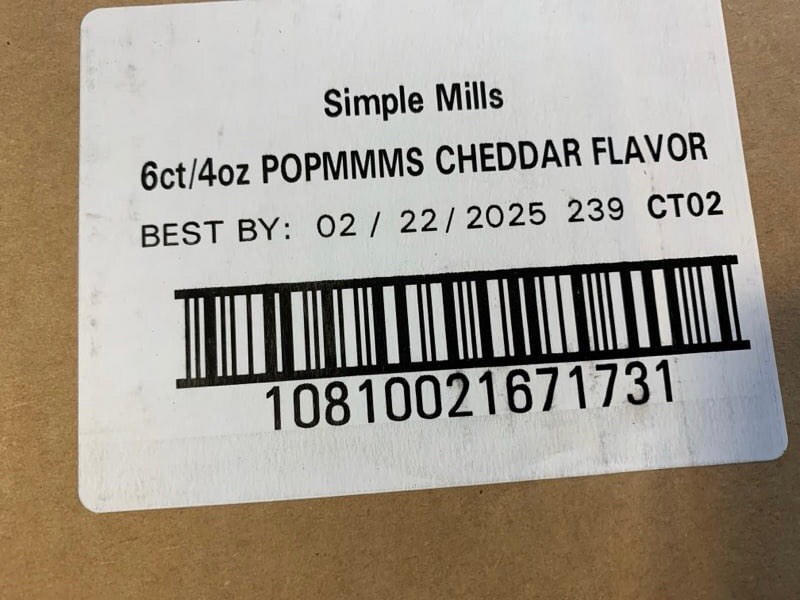 Simple Mills
6ct/4oz POPMMMS CHEDDAR FLAVOR
BEST BY: 02 / 22 / 2025 239 CT02
10810021671731